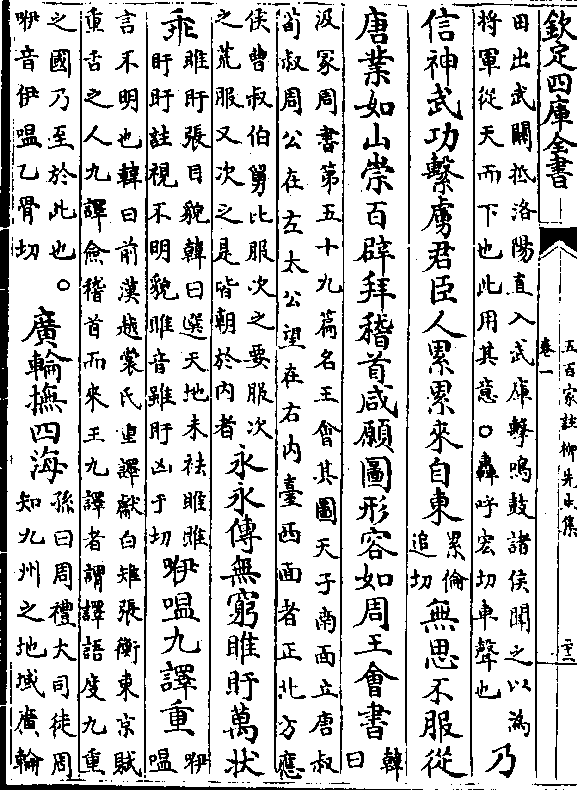 欽定四庫全書
五百家註柳先生集
卷一
田出武關抵洛陽直入武庫擊鳴鼓諸侯聞之以為
將軍從天而下也此用其意。轟呼宏切車聲也
乃
信神武功繫虜君臣人累累來自東
累倫
追切
無思不服從
唐業如山崇百辟拜稽首咸願圖形容如周王會書
韓
曰
汲冢周書第五十九篇名王會其圖天子南面立唐叔
荀叔周公在左太公望在右内臺西面者正北方應
侯曹叔伯舅比服次之要服次
之荒服又次之是皆朝於内者
永永傳無窮睢盱萬狀
乖
睢盱張目貌韓曰選天地未祛睢睢
盱盱註視不明貌睢音雖盱凶于切
咿嗢九譯重
咿
嗢
言不明也韓曰前漢越裳氏重譯獻白雉張衡東京賦
重舌之人九譯僉稽首而來王九譯者謂譯語度九重
之國乃至於此也。
咿音伊嗢乙骨切
廣輪撫四海
孫曰周禮大司徒周
知九州之地域廣輪